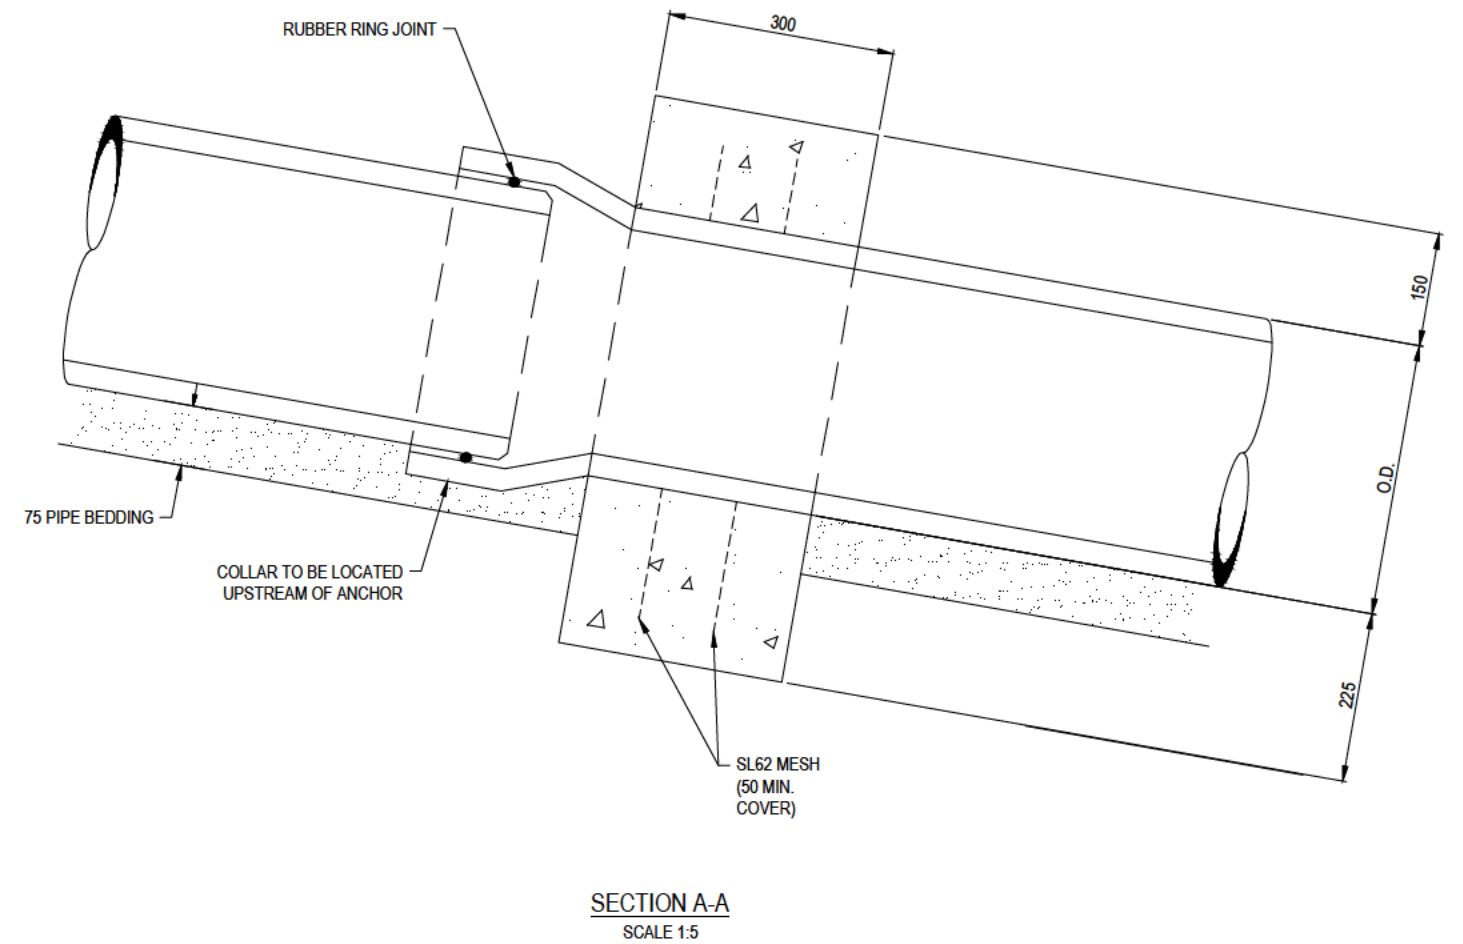 RUBBER RING JOINT
300
150
O.D.
75 PIPE BEDDING
COLLAR TO BE LOCATED
UPSTREAM OF ANCHOR
225
SL62 MESH
(50 MIN.
COVER)
SECTION A-A
SCALE 1:5